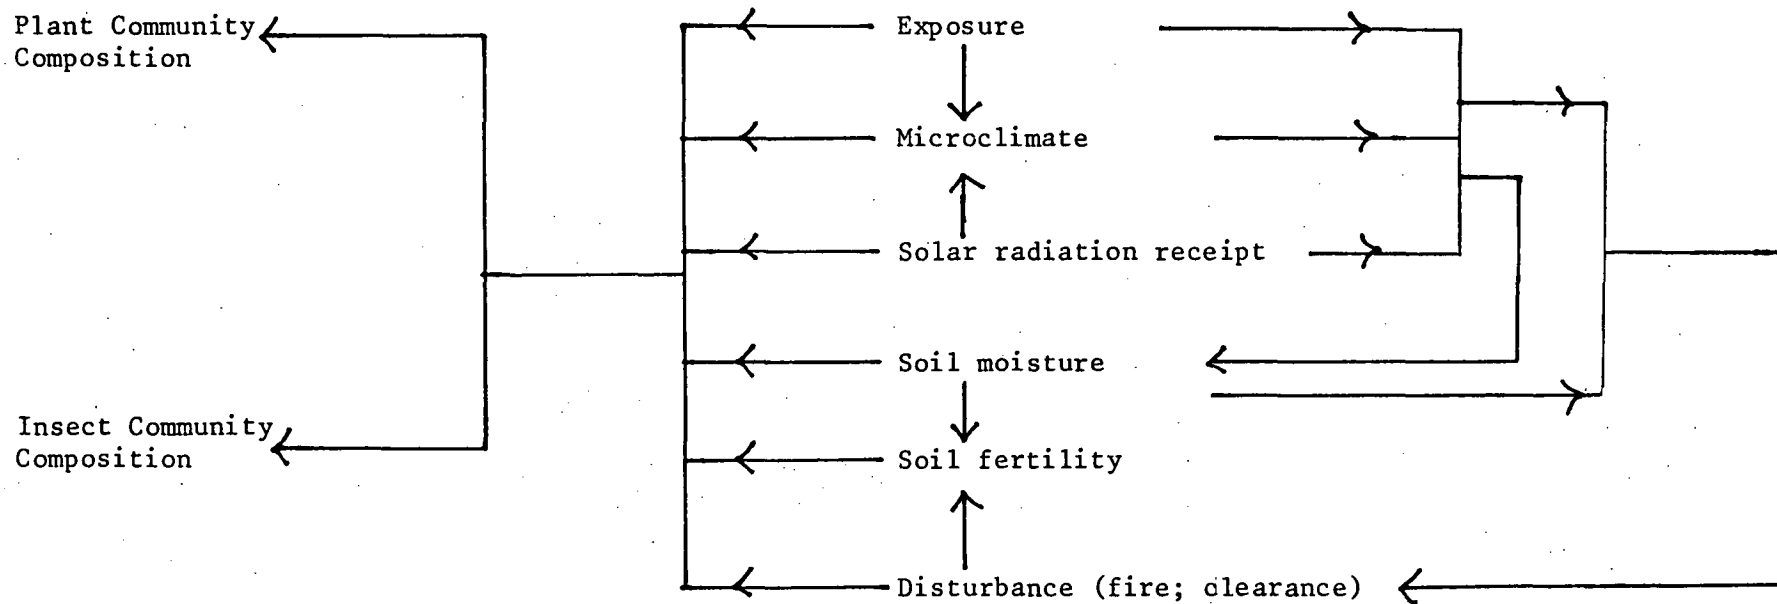 Plant Community
Composition
Exposure
Microclimate
Solar radiation receipt
Soil moisture
Insect Community
Composition
Soil fertility
Disturbance (fire; clearance)